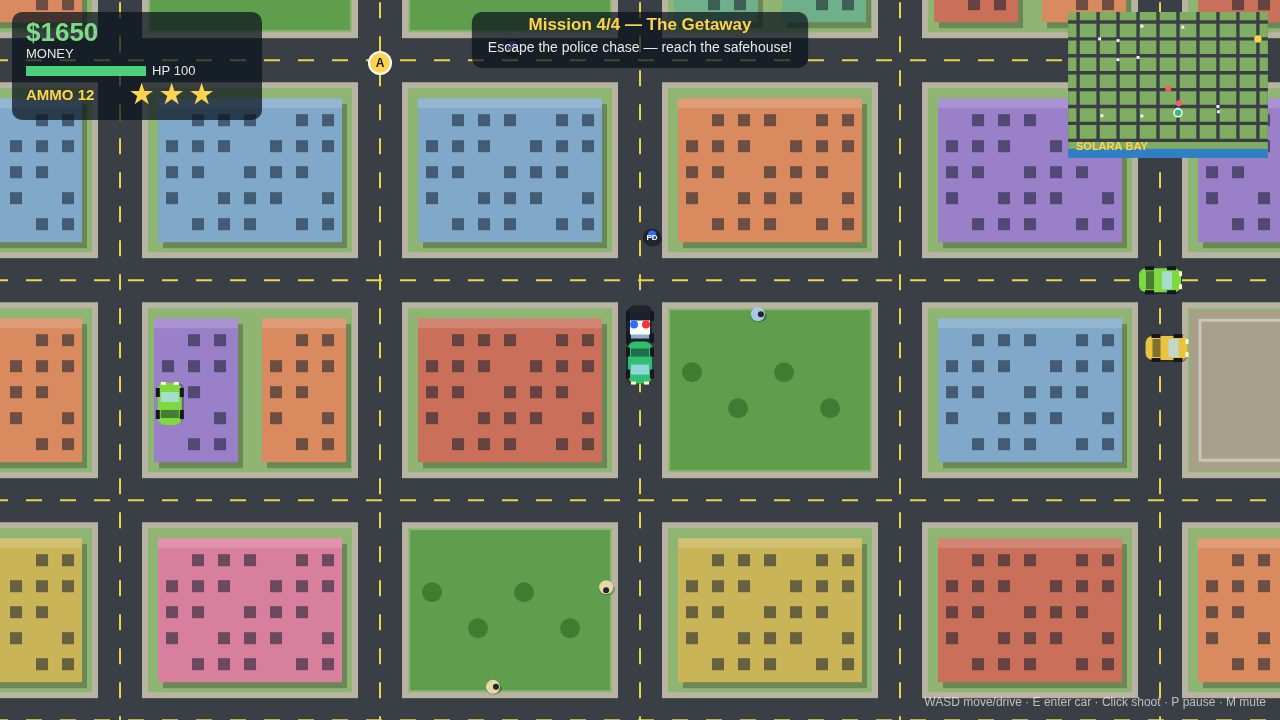 $1650
MONEY
HP 100
AMMO 12
Mission 4/4 — The Getaway
Escape the police chase — reach the safehouse!
A
SOLARA BAY
PD
WASD move/drive · E enter car · Click shoot · P pause · M mute